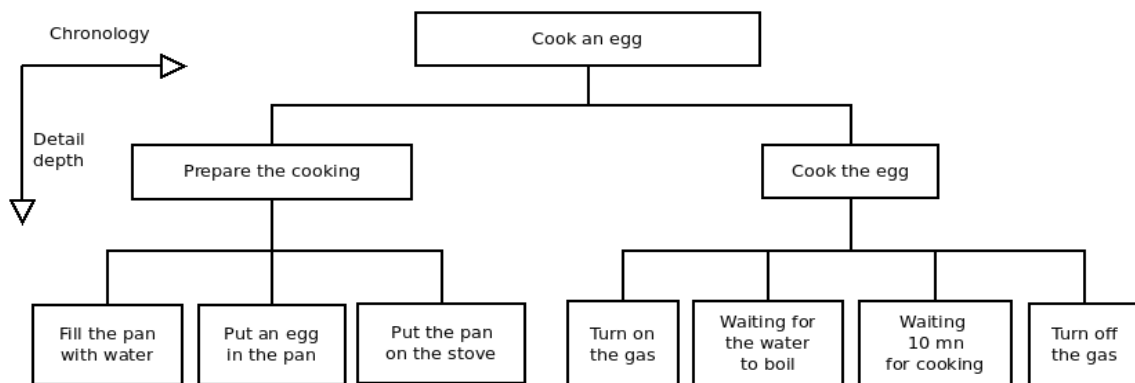 Chronology
Cook an egg
Detail
depth
Prepare the cooking
Cook the egg
Fill the pan
with water
Put an egg
in the pan
Put the pan
on the stove
Turn on
the gas
Waiting for
the water
to boil
Waiting
10 mn
for cooking
Turn off
the gas